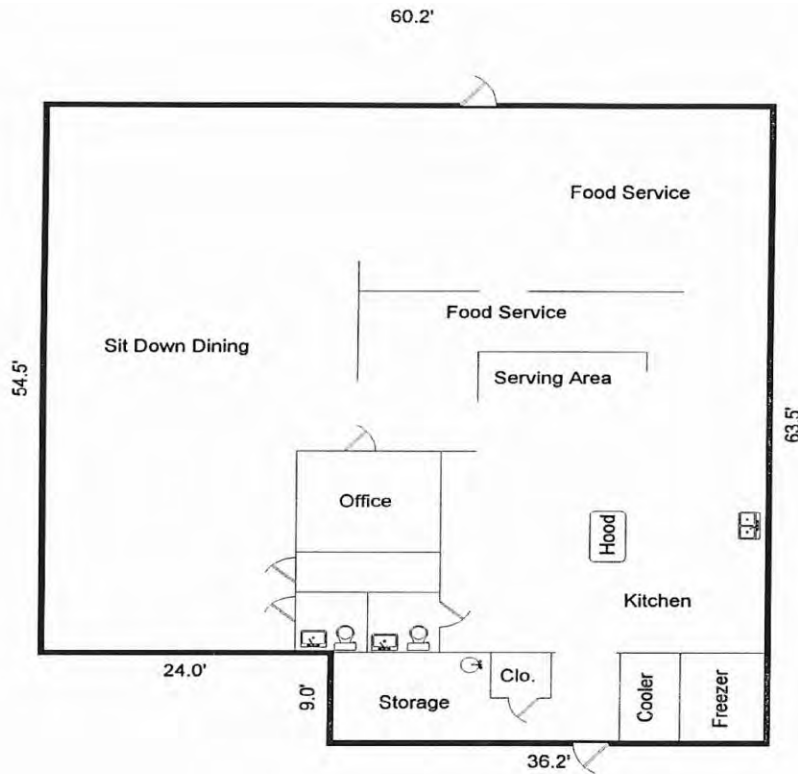 60.2'
Food Service
Food Service
Sit Down Dining
54.5'
Serving Area
63.5'
Office
Hood
Kitchen
24.0'
9.0'
Storage
Clo.
Cooler
Freezer
36.2'